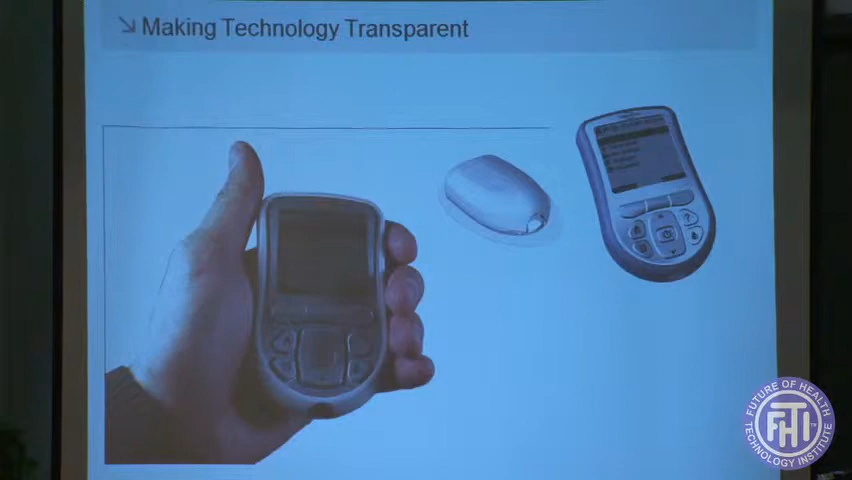 Making Technology Transparent
FUTURE OF HEALTH
FHTI
TECHNOLOGY INSTITUTE